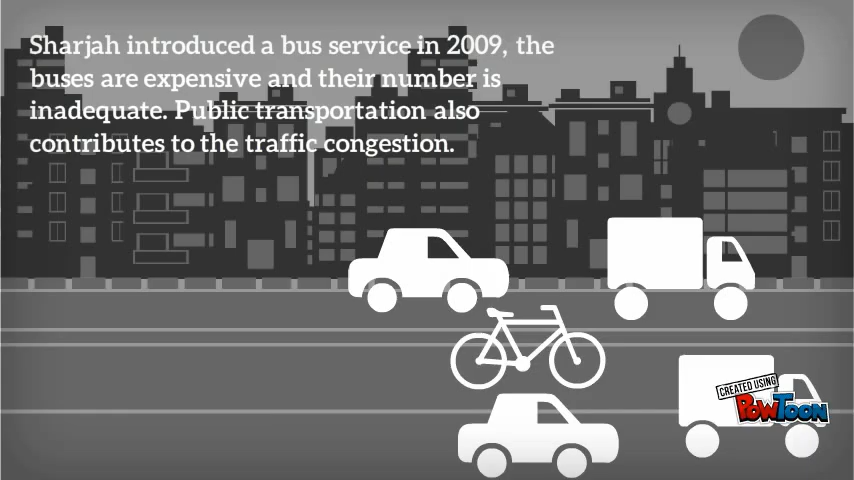 Sharjah introduced a bus service in 2009, the
buses are expensive and their number is
inadequate. Public transportation also
contributes to the traffic congestion.
CREATED USING
POWTOON